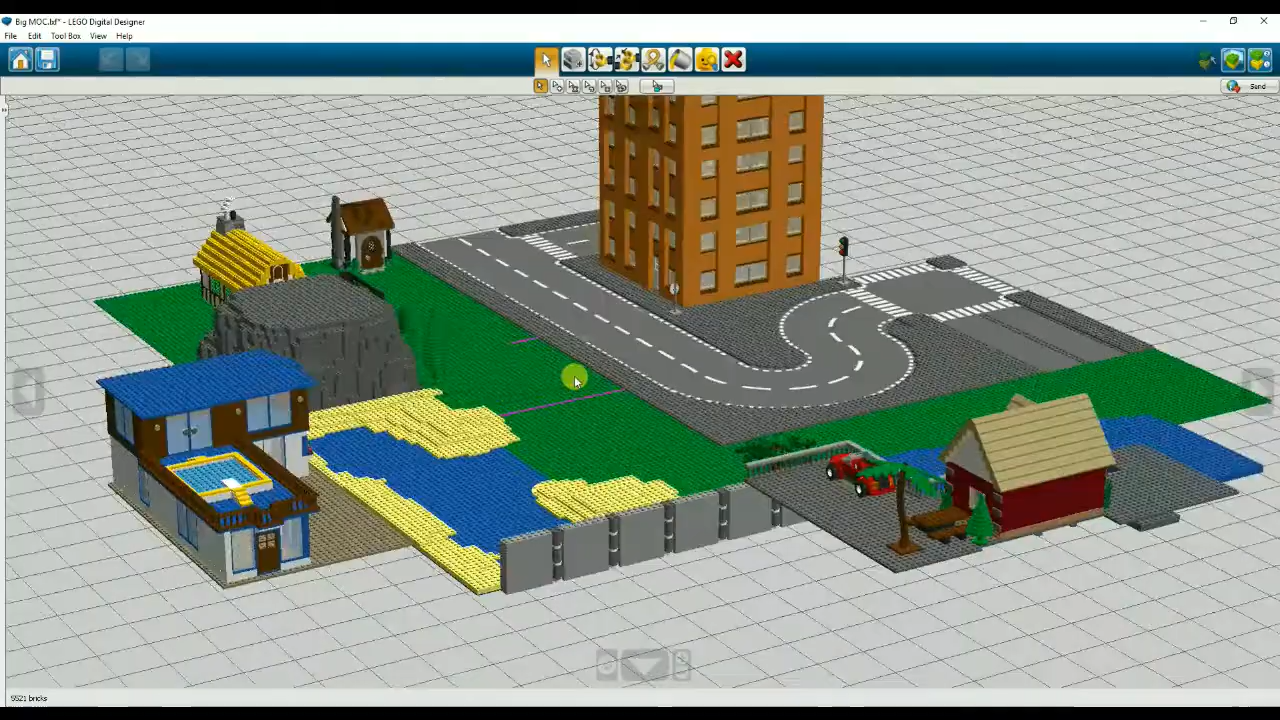 Big MOC.lxf* - LEGO Digital Designer
File Edit Tool Box View Help
Send
5521 bricks